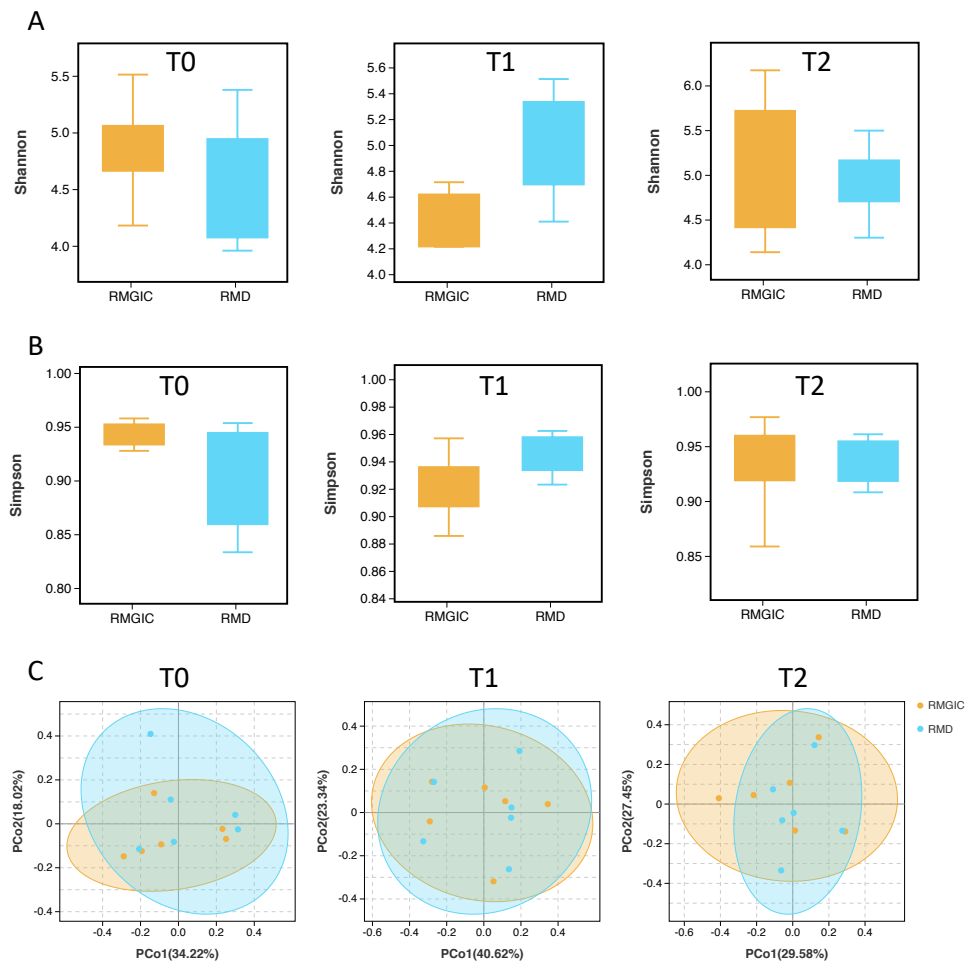 A
T0
T1
T2
5.5
5.0
4.5
4.0
Shannon
RMGIC RMD
5.6
5.4
5.2
5.0
4.8
4.6
4.4
4.2
4.0
Shannon
RMGIC RMD
6.0
5.5
5.0
4.5
4.0
Shannon
RMGIC RMD
B
T0
T1
T2
1.00
0.95
0.90
0.85
0.80
Simpson
RMGIC RMD
1.00
0.98
0.96
0.94
0.92
0.90
0.88
0.86
0.84
Simpson
RMGIC RMD
1.00
0.95
0.90
0.85
Simpson
RMGIC RMD
C
T0
T1
T2
0.4
0.2
0
-0.2
-0.4
PCo2(18.02%)
-0.6 -0.4 -0.2 0.0 0.2 0.4
PCo1(34.22%)
0.4
0.2
0
-0.2
-0.4
PCo2(23.34%)
-0.6 -0.4 -0.2 0.0 0.2 0.4
PCo1(40.62%)
0.4
0.2
0
-0.2
-0.4
PCo2(27.45%)
-0.6 -0.4 -0.2 0.0 0.2 0.4
PCo1(29.58%)
RMGIC
RMD